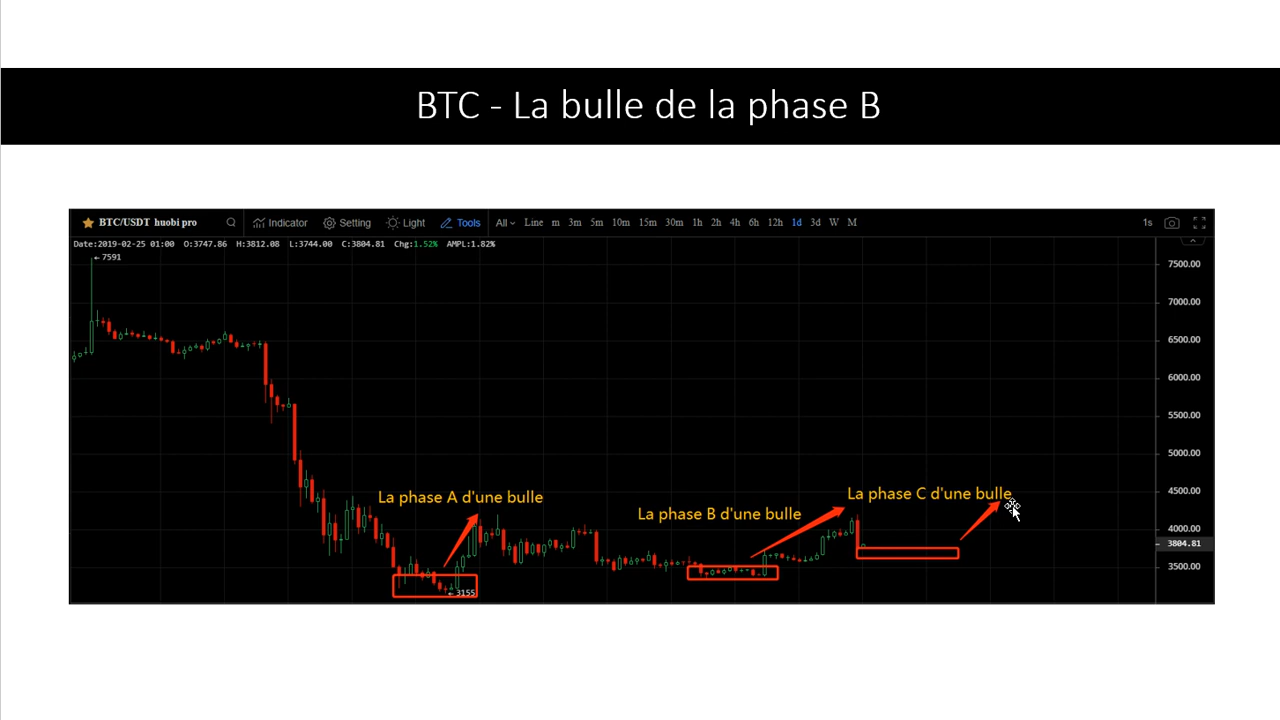 BTC - La bulle de la phase B
BTC/USDT huobi pro Indicator Setting Light Tools All Line m 3m 5m 10m 15m 30m 1h 2h 4h 6h 12h 1d 3d W M 1s
Date:2019-02-25 01:00 O:3747.86 H:3812.08 L:3744.00 C:3804.81 Chg:1.52% AMPL:1.82%
←7591
7500.00
7000.00
6500.00
6000.00
5500.00
5000.00
La phase A d'une bulle
La phase B d'une bulle
La phase C d'une bulle
4500.00
4000.00
3804.81
3500.00
←3155